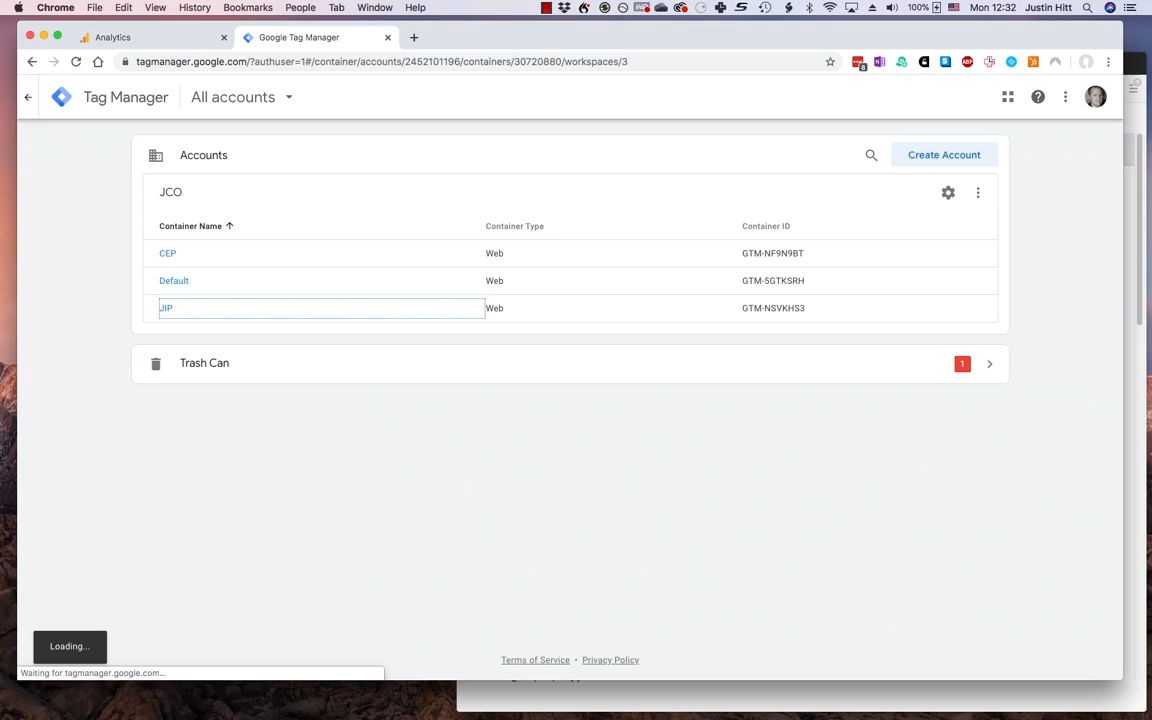 Chrome File Edit View History Bookmarks People Tab Window Help 100% Mon 12:32 Justin Hitt
Analytics
Google Tag Manager
tagmanager.google.com/?authuser=1#/container/accounts/2452101196/containers/30720880/workspaces/3
8
ABP
Tag Manager
All accounts
Accounts
Create Account
JCO
Container Name
Container Type
Container ID
CEP Web GTM-NF9N9BT
Default Web GTM-5GTKSRH
JIP Web GTM-NSVKHS3
Trash Can
1
Loading...
Waiting for tagmanager.google.com...
Terms of Service • Privacy Policy